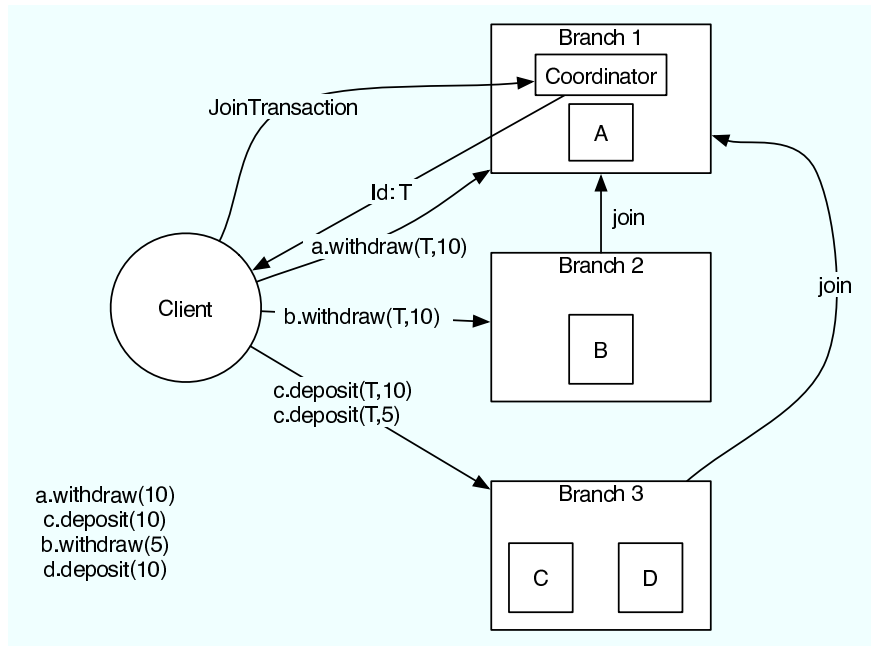 Branch 1
Coordinator
JoinTransaction
A
Id: T
join
a.withdraw(T,10)
Branch 2
join
Client
b.withdraw(T,10)
B
c.deposit(T,10)
c.deposit(T,5)
Branch 3
a.withdraw(10)
c.deposit(10)
b.withdraw(5)
d.deposit(10)
C
D